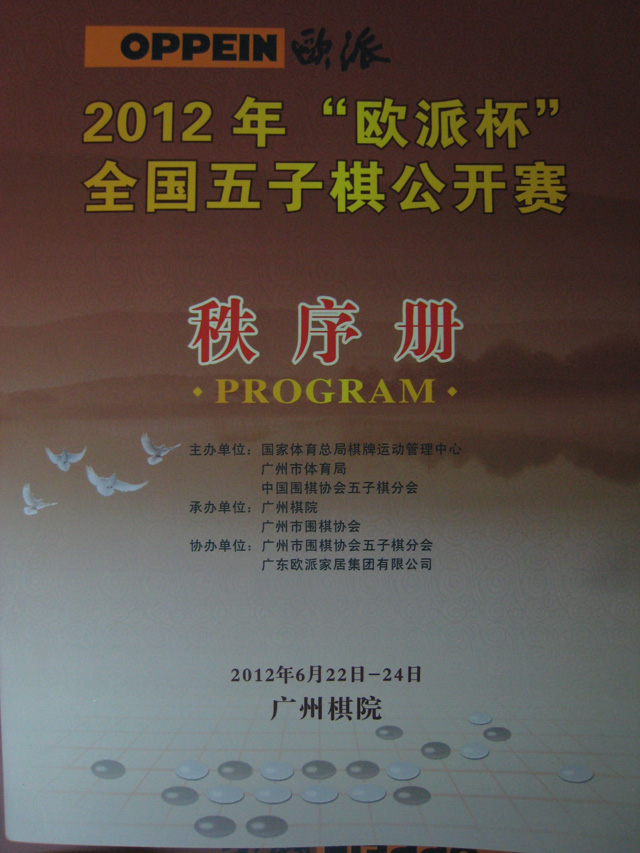 OPPEIN 欧派
2012年“欧派杯”
全国五子棋公开赛
秩序册
·PROGRAM·
主办单位：国家体育总局棋牌运动管理中心
广州市体育局
中国围棋协会五子棋分会
承办单位：广州棋院
广州市围棋协会
协办单位：广州市围棋协会五子棋分会
广东欧派家居集团有限公司
2012年6月22日-24日
广州棋院